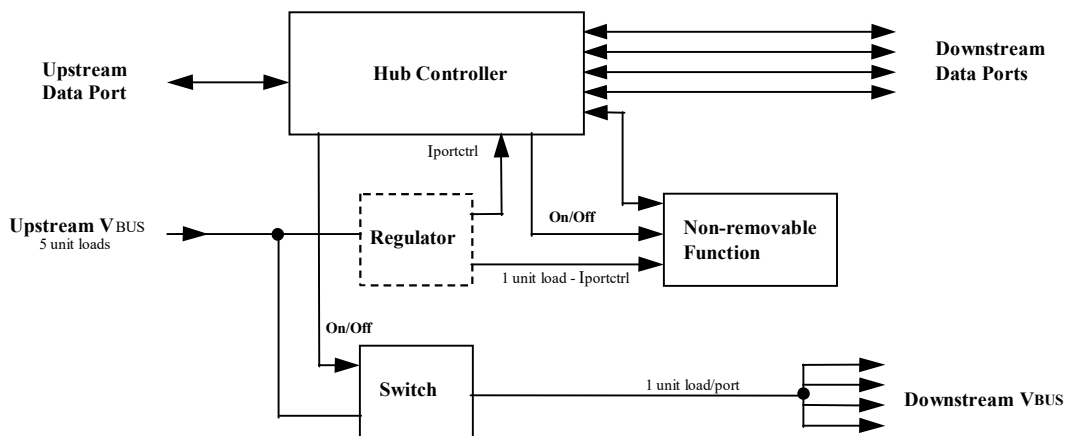 Upstream
Data Port
Hub Controller
Downstream
Data Ports
Iportctrl
Upstream VBUS
5 unit loads
Regulator
On/Off
Non-removable
Function
1 unit load - Iportctrl
On/Off
Switch
1 unit load/port
Downstream VBUS